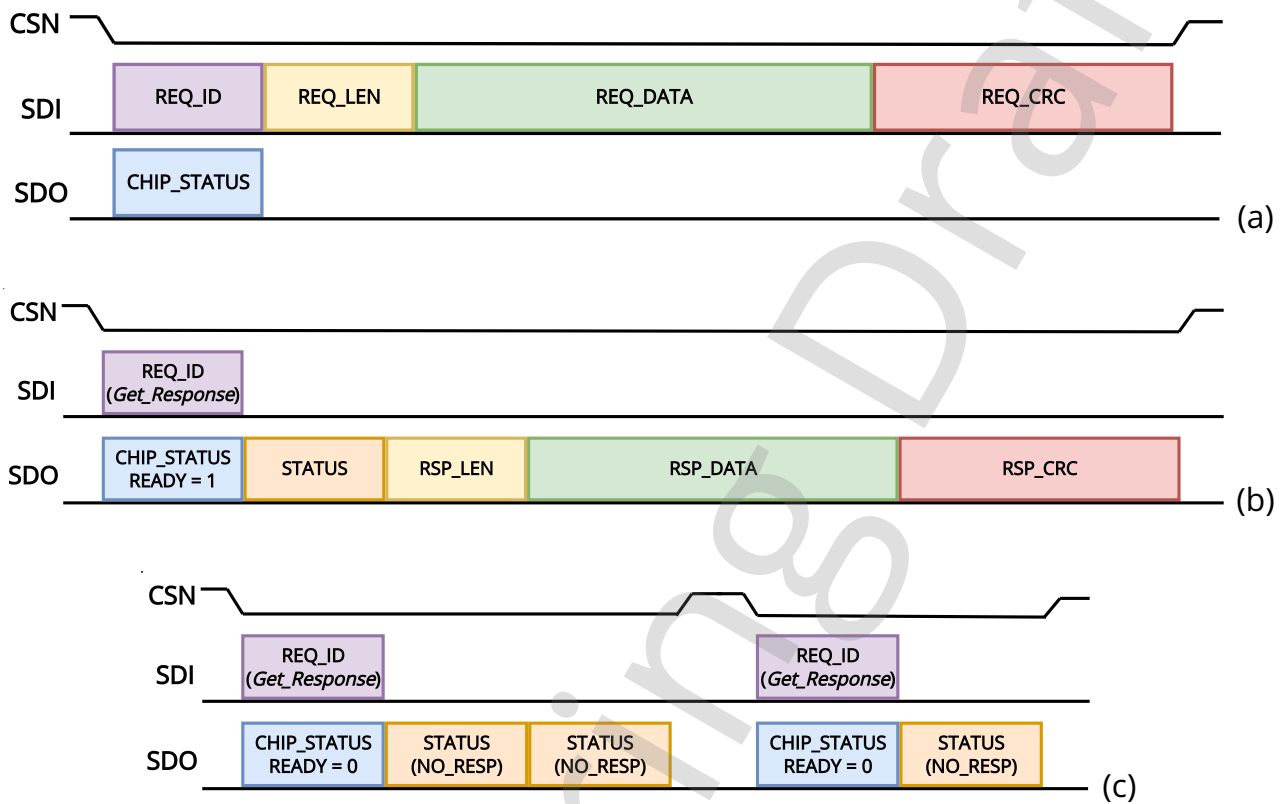 CSN
SDI
REQ_ID
REQ_LEN
REQ_DATA
REQ_CRC
SDO
CHIP_STATUS
(a)
CSN
SDI
REQ_ID
(Get_Response)
SDO
CHIP_STATUS
READY = 1
STATUS
RSP_LEN
RSP_DATA
RSP_CRC
(b)
CSN
SDI
REQ_ID
(Get_Response)
REQ_ID
(Get_Response)
SDO
CHIP_STATUS
READY = 0
STATUS
(NO_RESP)
STATUS
(NO_RESP)
CHIP_STATUS
READY = 0
STATUS
(NO_RESP)
(c)